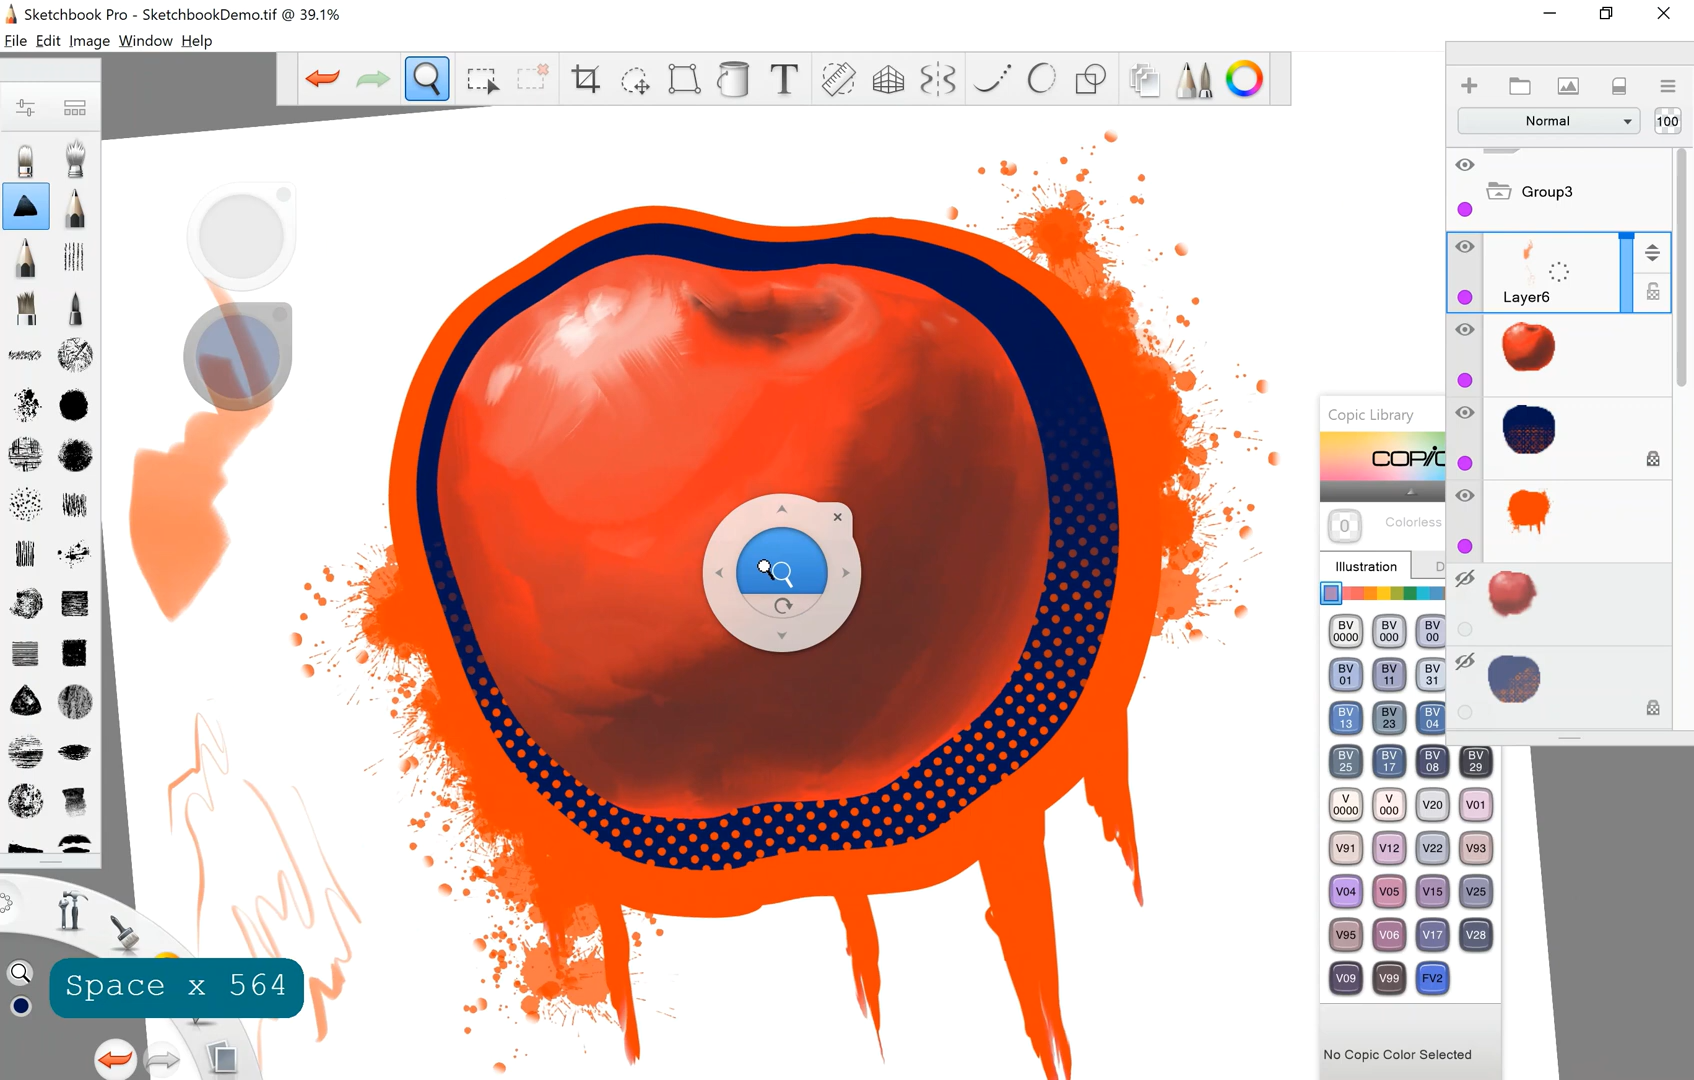 Sketchbook Pro - SketchbookDemo.tif @ 39.1%
File Edit Image Window Help
T
Normal 100
Group3
Layer6
Copic Library
0 Colorless
Illustration D
BV 0000 BV 000 BV 00
BV 01 BV 11 BV 31
BV 13 BV 23 BV 04
BV 25 BV 17 BV 08 BV 29
V 0000 V 000 V20 V01
V91 V12 V22 V93
V04 V05 V15 V25
V95 V06 V17 V28
V09 V99 FV2
No Copic Color Selected
Space x 564